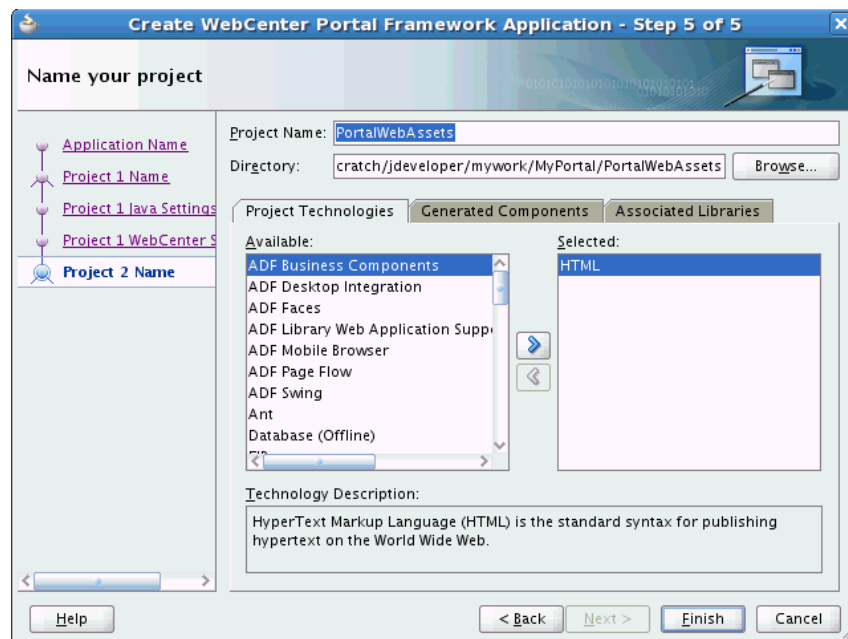 Create WebCenter Portal Framework Application - Step 5 of 5
Name your project
Application Name
Project 1 Name
Project 1 Java Settings
Project 1 WebCenter S
Project 2 Name
Project Name: PortalWebAssets
Directory: cratch/jdeveloper/mywork/MyPortal/PortalWebAssets Browse...
Project Technologies Generated Components Associated Libraries
Available:
ADF Business Components
ADF Desktop Integration
ADF Faces
ADF Library Web Application Suppo
ADF Mobile Browser
ADF Page Flow
ADF Swing
Ant
Database (Offline)
Selected:
HTML
Technology Description:
HyperText Markup Language (HTML) is the standard syntax for publishing
hypertext on the World Wide Web.
Help < Back Next > Finish Cancel